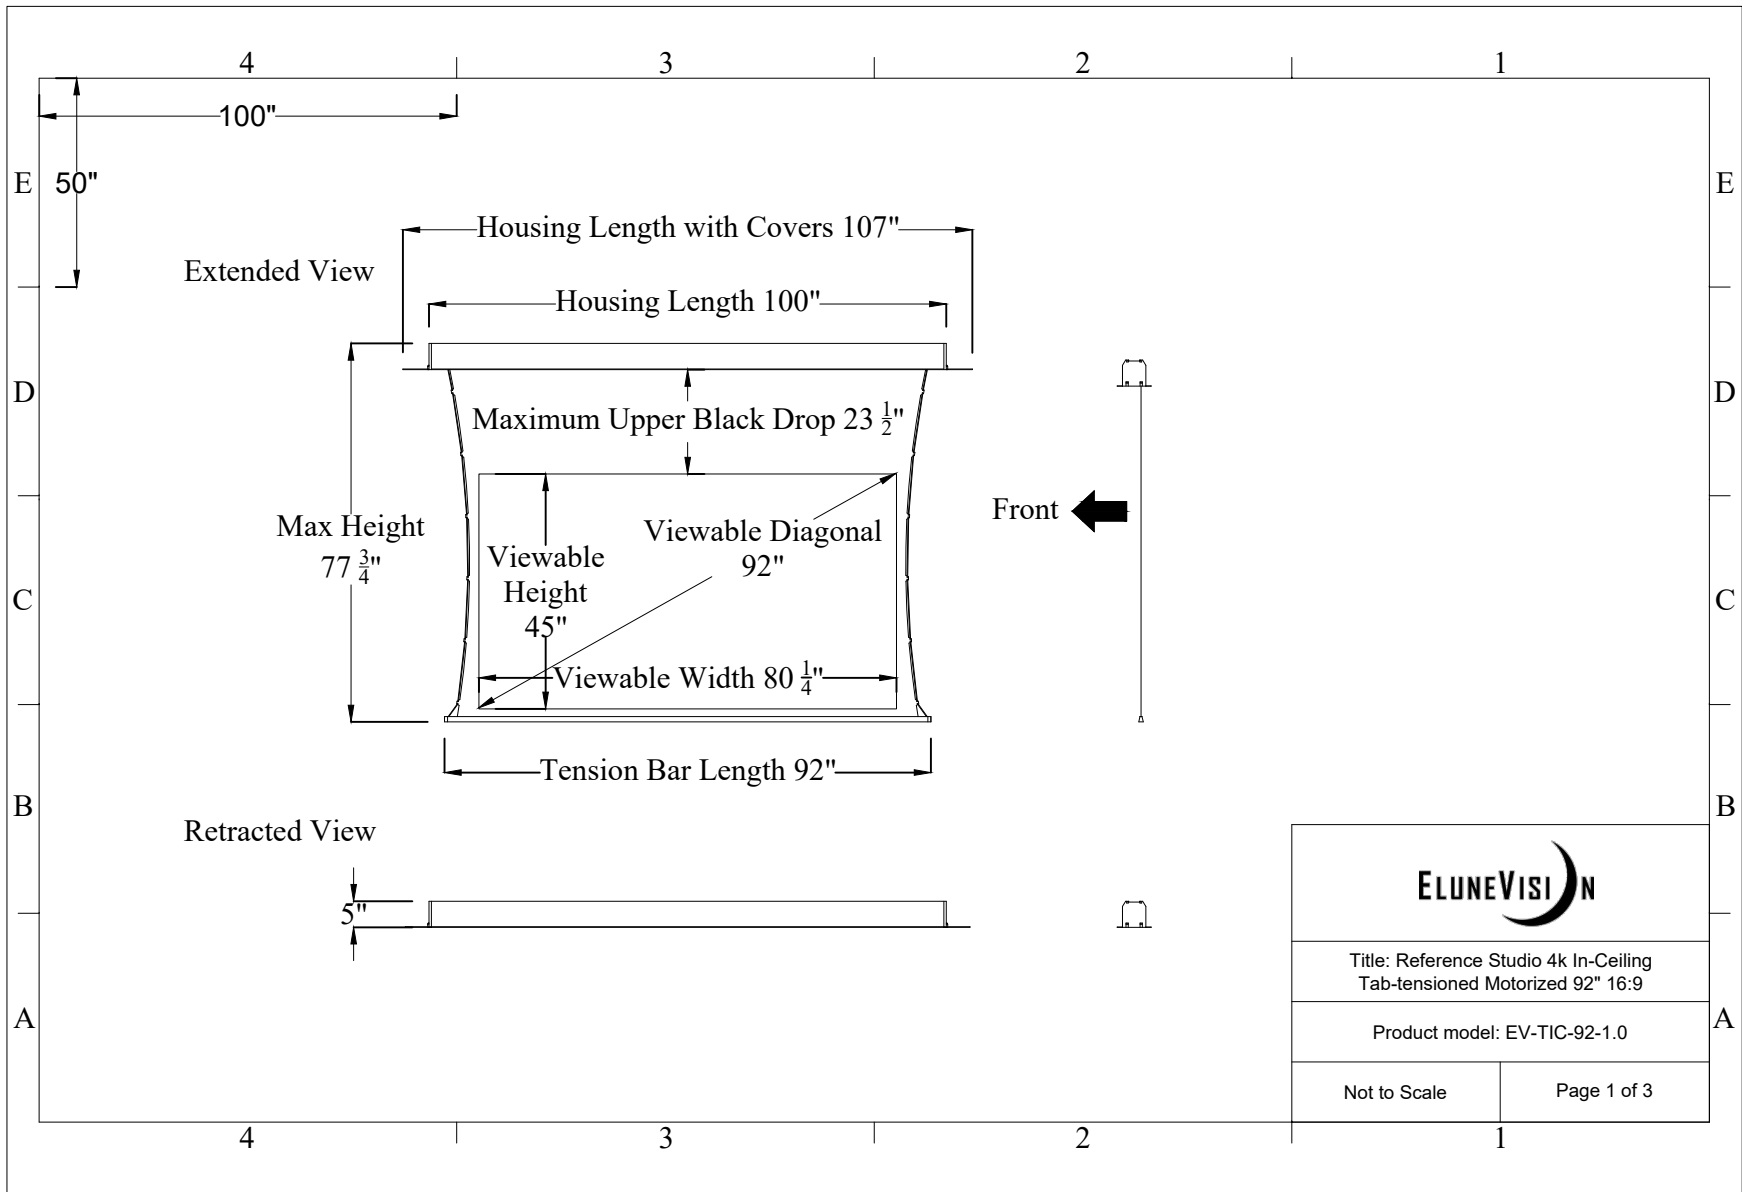 4 3 2 1
100"
E 50" E
Housing Length with Covers 107"
Extended View
Housing Length 100"
D D
Maximum Upper Black Drop 23 1/2"
Front
Max Height
77 3/4"
Viewable Diagonal
92"
Viewable
Height
45"
C C
Viewable Width 80 1/4"
Tension Bar Length 92"
B B
Retracted View
5"
ELUNEVISION
Title: Reference Studio 4k In-Ceiling
Tab-tensioned Motorized 92" 16:9
A A
Product model: EV-TIC-92-1.0
Not to Scale Page 1 of 3
4 3 2 1